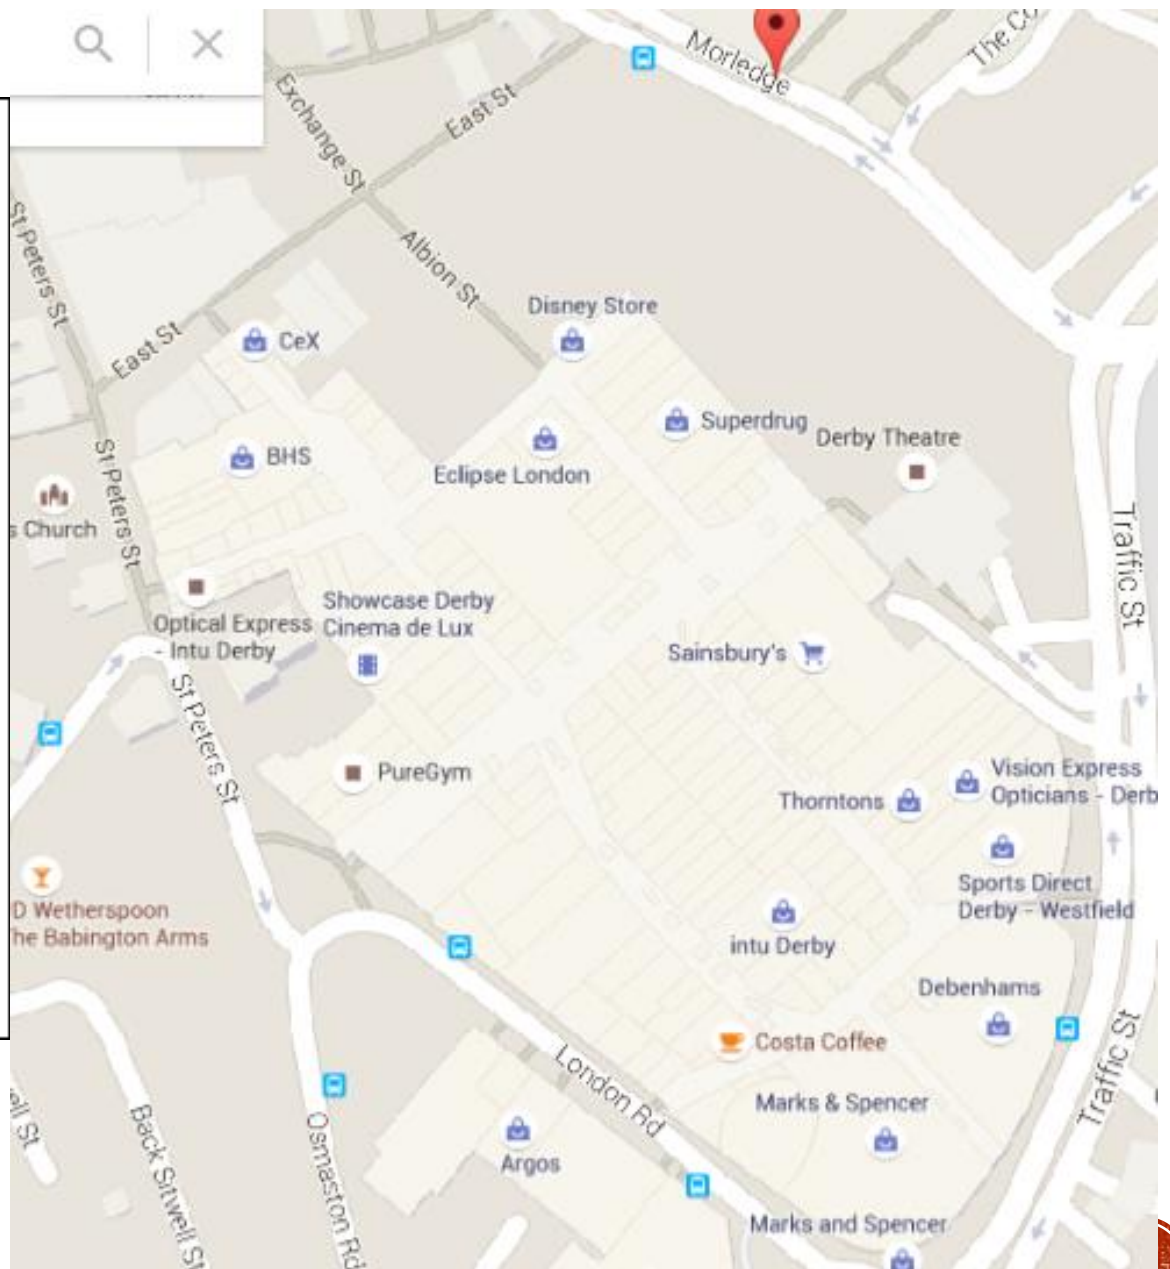 Morledge
The Co
Exchange St
East St
St Peters St
Albion St
Disney Store
East St
CeX
Superdrug
Derby Theatre
St Peters St
BHS
Eclipse London
s Church
Traffic St
Showcase Derby
Cinema de Lux
Optical Express
- Intu Derby
Sainsbury's
St Peters St
PureGym
Vision Express
Opticians - Derb
Thorntons
Sports Direct
Derby - Westfield
D Wetherspoon
he Babington Arms
intu Derby
Debenhams
Costa Coffee
London Rd
Traffic St
Marks & Spencer
ell St
Back Sitwell St
Osmaston Rd
Argos
Marks and Spencer